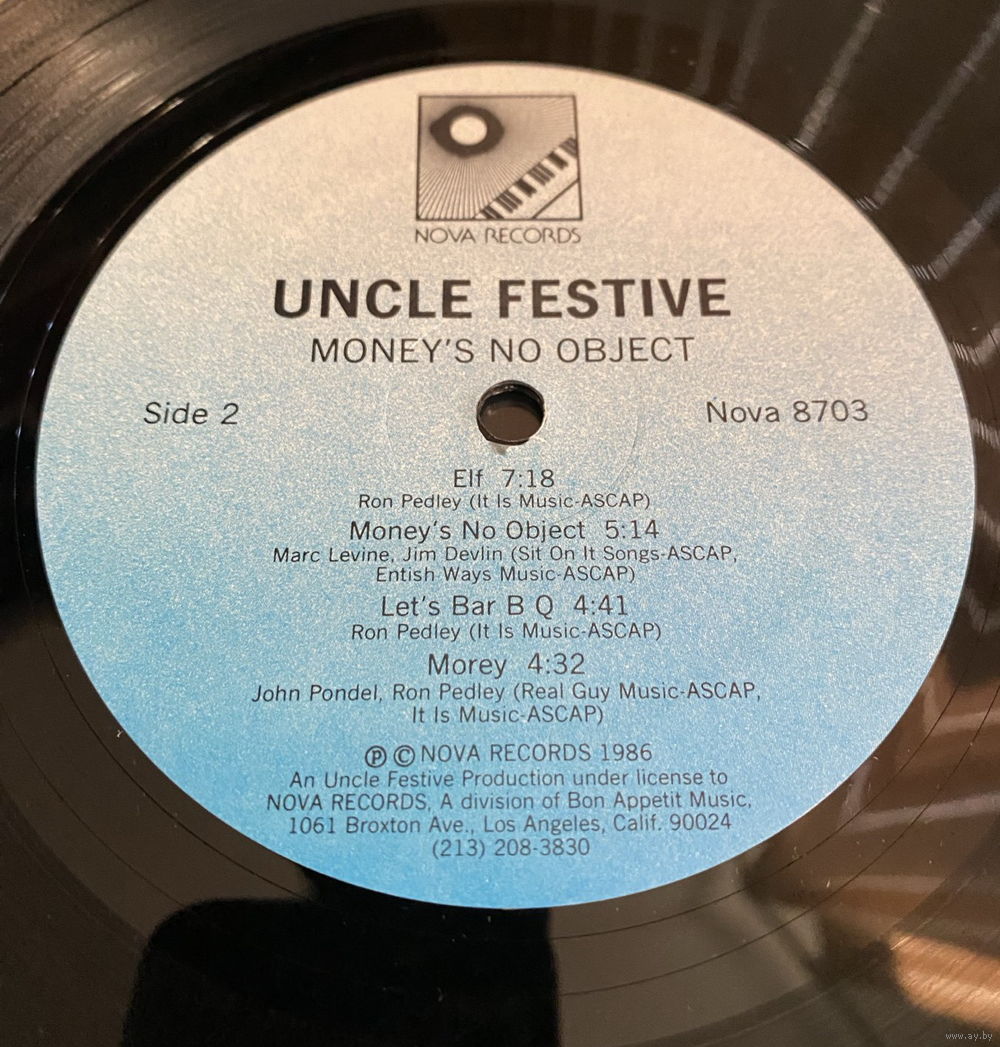 NOVA RECORDS
UNCLE FESTIVE
MONEY'S NO OBJECT
Side 2
Nova 8703
Elf 7:18
Ron Pedley (It Is Music-ASCAP)
Money's No Object 5:14
Marc Levine, Jim Devlin (Sit On It Songs-ASCAP,
Entish Ways Music-ASCAP)
Let's Bar B Q 4:41
Ron Pedley (It Is Music-ASCAP)
Morey 4:32
John Pondel, Ron Pedley (Real Guy Music-ASCAP,
It Is Music-ASCAP)
Ⓟ © NOVA RECORDS 1986
An Uncle Festive Production under license to
NOVA RECORDS, A division of Bon Appetit Music,
1061 Broxton Ave., Los Angeles, Calif. 90024
(213) 208-3830
www.ay.by